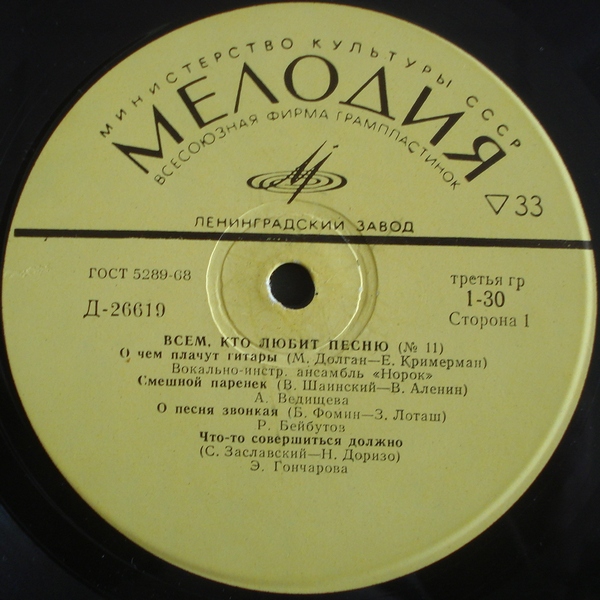 МИНИСТЕРСТВО КУЛЬТУРЫ СССР
МЕЛОДИЯ
ВСЕСОЮЗНАЯ ФИРМА ГРАМПЛАСТИНОК
33
ЛЕНИНГРАДСКИЙ ЗАВОД
ГОСТ 5289-68
третья гр
Д-26619
1-30
Сторона 1
ВСЕМ, КТО ЛЮБИТ ПЕСНЮ (№ 11)
О чем плачут гитары (М. Долган—Е. Кримерман)
Вокально-инстр. ансамбль «Норок»
Смешной паренек (В. Шаинский—В. Аленин)
А. Ведищева
О песня звонкая (Б. Фомин—З. Лоташ)
Р. Бейбутов
Что-то совершиться должно
(С. Заславский—Н. Доризо)
Э. Гончарова